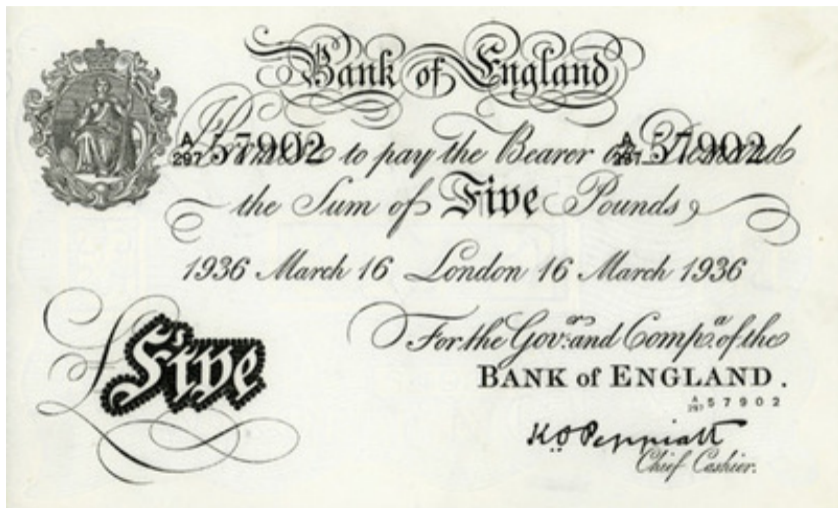 Bank of England
A/297 57902 to pay the Bearer on A/297 57902 Demand
the Sum of Five Pounds
1936 March 16 London 16 March 1936
Five
For the Gov:r and Comp:a of the
BANK of ENGLAND.
A/297 57902
K.O. Peppiatt
Chief Cashier.